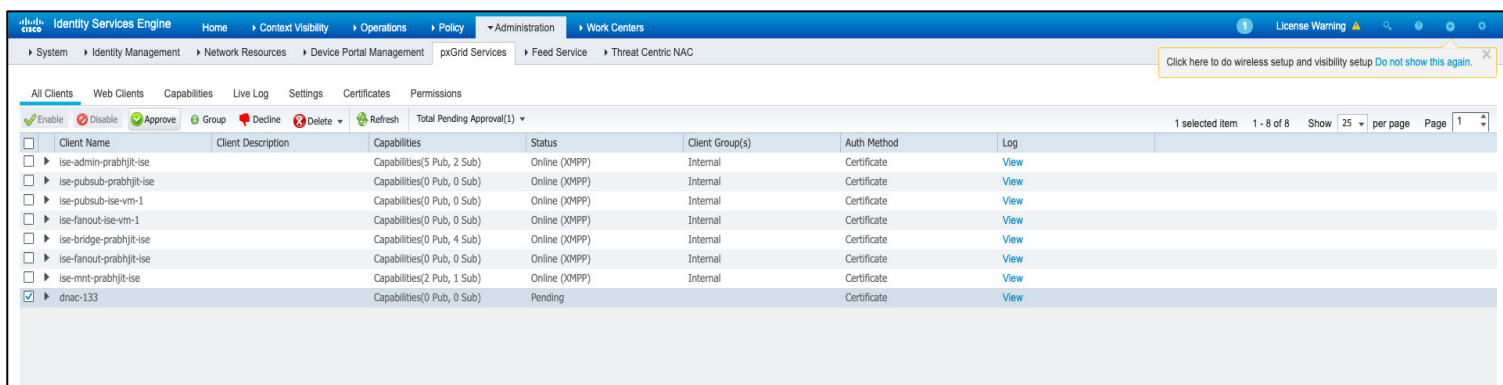 cisco Identity Services Engine Home Context Visibility Operations Policy Administration Work Centers 1 License Warning
System Identity Management Network Resources Device Portal Management pxGrid Services Feed Service Threat Centric NAC
Click here to do wireless setup and visibility setup Do not show this again.
All Clients Web Clients Capabilities Live Log Settings Certificates Permissions
Enable Disable Approve Group Decline Delete Refresh Total Pending Approval(1) 1 selected item 1 - 8 of 8 Show 25 per page Page 1
Client Name Client Description Capabilities Status Client Group(s) Auth Method Log
ise-admin-prabhjit-ise Capabilities(5 Pub, 2 Sub) Online (XMPP) Internal Certificate View
ise-pubsub-prabhjit-ise Capabilities(0 Pub, 0 Sub) Online (XMPP) Internal Certificate View
ise-pubsub-ise-vm-1 Capabilities(0 Pub, 0 Sub) Online (XMPP) Internal Certificate View
ise-fanout-ise-vm-1 Capabilities(0 Pub, 0 Sub) Online (XMPP) Internal Certificate View
ise-bridge-prabhjit-ise Capabilities(0 Pub, 4 Sub) Online (XMPP) Internal Certificate View
ise-fanout-prabhjit-ise Capabilities(0 Pub, 0 Sub) Online (XMPP) Internal Certificate View
ise-mnt-prabhjit-ise Capabilities(2 Pub, 1 Sub) Online (XMPP) Internal Certificate View
dnac-133 Capabilities(0 Pub, 0 Sub) Pending Certificate View